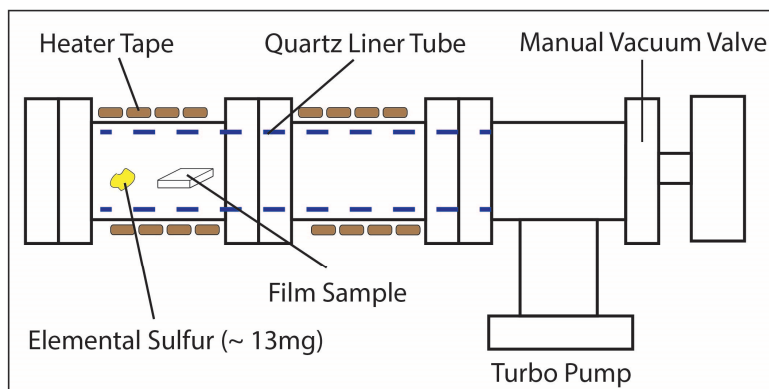 Heater Tape
Quartz Liner Tube
Manual Vacuum Valve
Film Sample
Elemental Sulfur (~ 13mg)
Turbo Pump